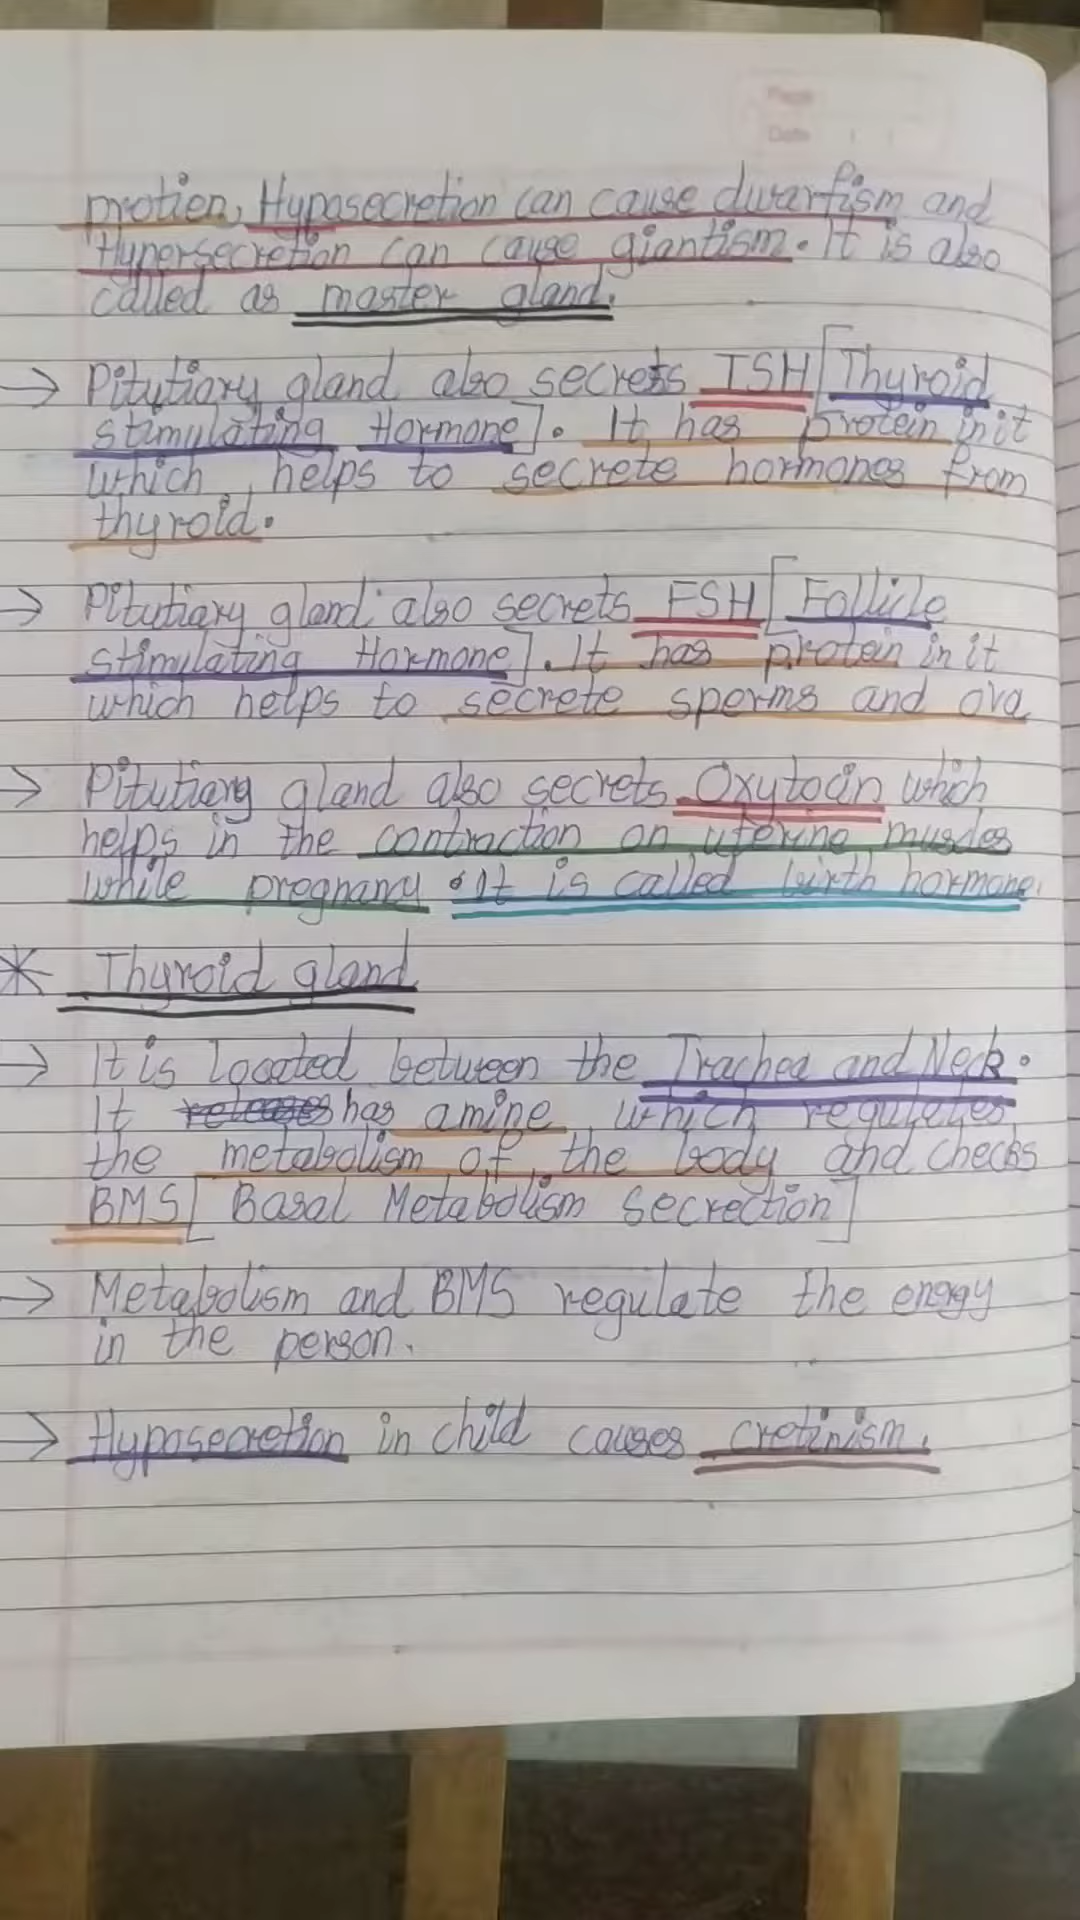 Page
Date
protien, Hyposecretion can cause dwarfism and
Hypersecretion can cause giantism. It is also
called as master gland.
→ Pitutiary gland also secrets TSH [Thyroid
stimulating Hormone]. It has protein in it
which helps to secrete hormones from
thyroid.
→ Pitutiary gland also secrets FSH [Follicle
stimulating Hormone]. It has protein in it
which helps to secrete sperms and ova
→ Pitutiary gland also secrets Oxytocin which
helps in the contraction on uterine muscles
while pregnancy. It is called birth hormone.
* Thyroid gland
→ It is located between the Trachea and Neck.
It releases has amine which regulates
the metabolism of the body and checks
BMS [Basal Metabolism Secrection]
→ Metabolism and BMS regulate the energy
in the person.
→ Hyposecretion in child causes cretinism.